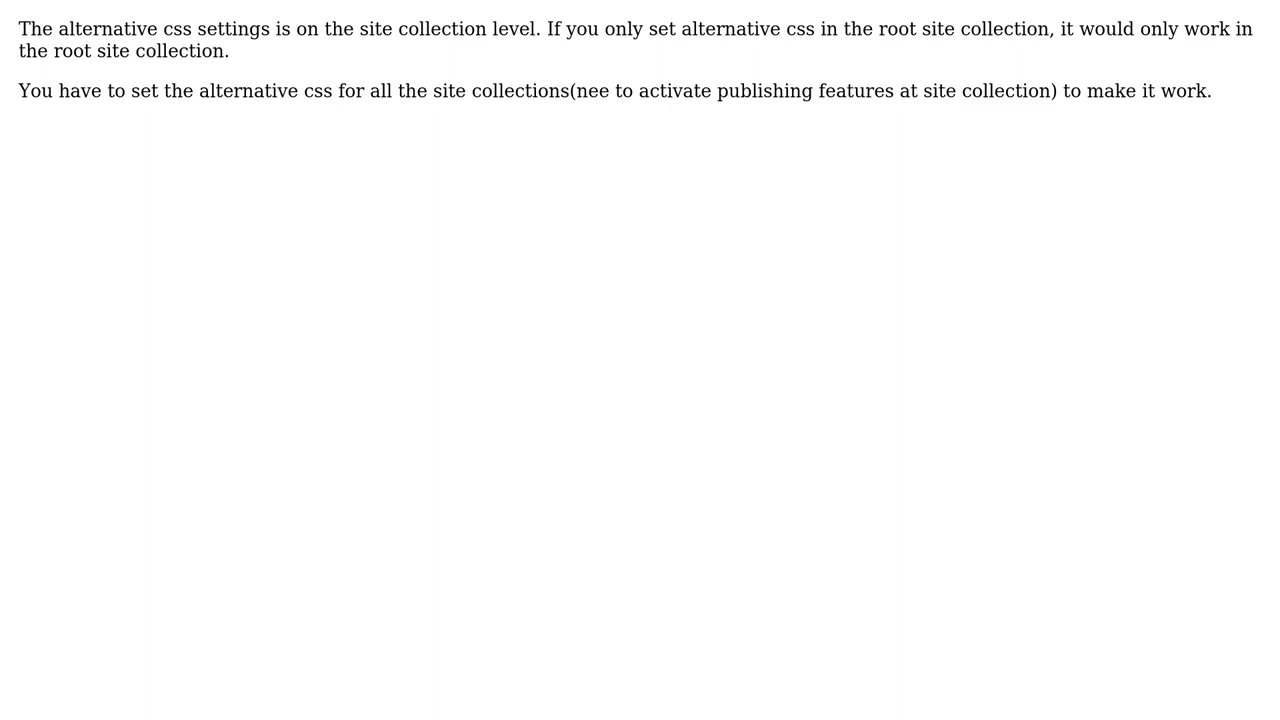 The alternative css settings is on the site collection level. If you only set alternative css in the root site collection, it would only work in
the root site collection.
You have to set the alternative css for all the site collections(nee to activate publishing features at site collection) to make it work.